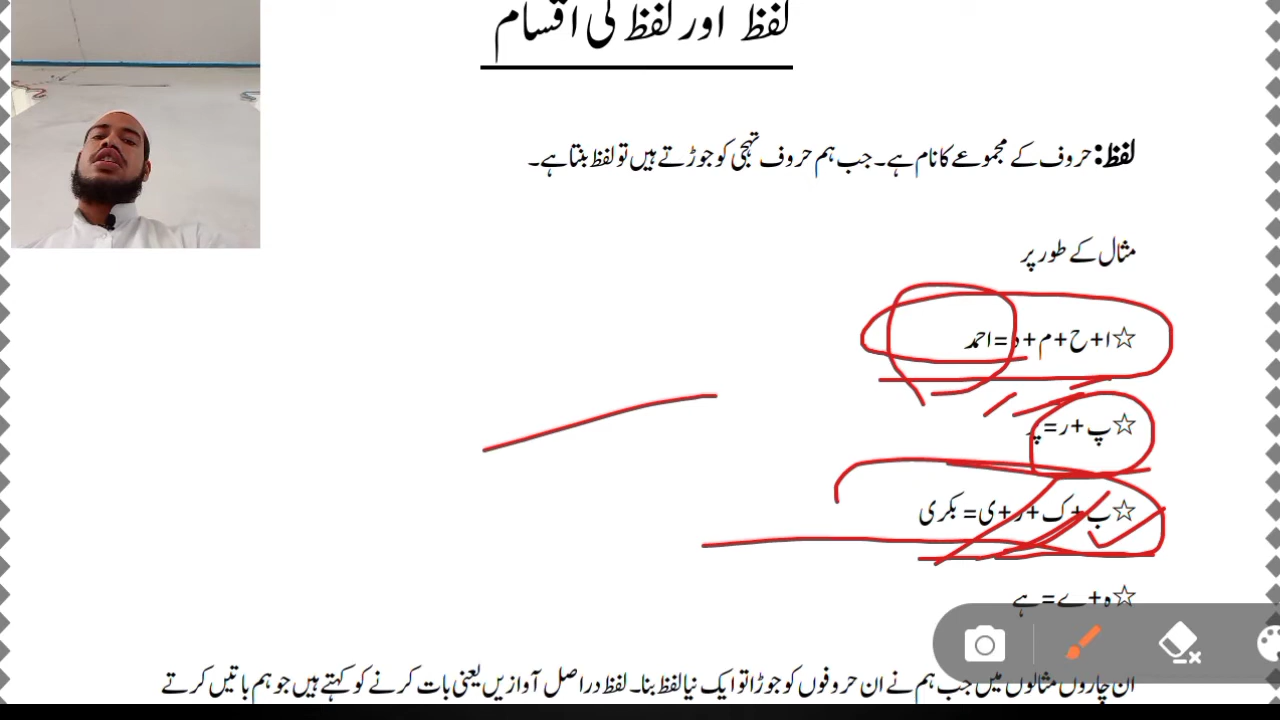 لفظ اور لفظ کی اقسام
لفظ: حروف کے مجموعے کا نام ہے۔ جب ہم حروف تہجی کو جوڑتے ہیں تو لفظ بنتا ہے۔
مثال کے طور پر
☆ا+ح+م+د=احمد
☆پ+ر=پر
☆ب+ک+ر+ی= بکری
☆ہ+ے=ہے
ان چاروں مثالوں میں جب ہم نے ان حروفوں کو جوڑا تو ایک نیا لفظ بنا۔ لفظ دراصل آوازیں یعنی بات کرنے کو کہتے ہیں جو ہم باتیں کرتے